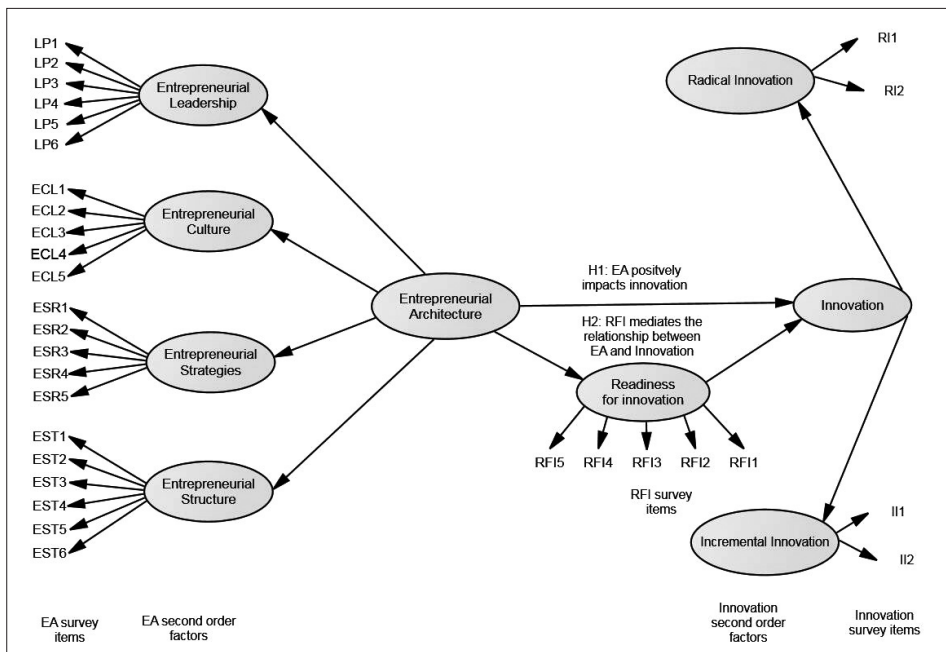 LP1
LP2
LP3
LP4
LP5
LP6
Entrepreneurial
Leadership
ECL1
ECL2
ECL3
ECL4
ECL5
Entrepreneurial
Culture
ESR1
ESR2
ESR3
ESR4
ESR5
Entrepreneurial
Strategies
EST1
EST2
EST3
EST4
EST5
EST6
Entrepreneurial
Structure
Entrepreneurial
Architecture
H1: EA positvely
impacts innovation
H2: RFI mediates the
relationship between
EA and Innovation
Readiness
for innovation
RFI5
RFI4
RFI3
RFI2
RFI1
RFI survey
items
Innovation
Radical Innovation
RI1
RI2
Incremental Innovation
II1
II2
EA survey
items
EA second order
factors
Innovation
second order
factors
Innovation
survey items